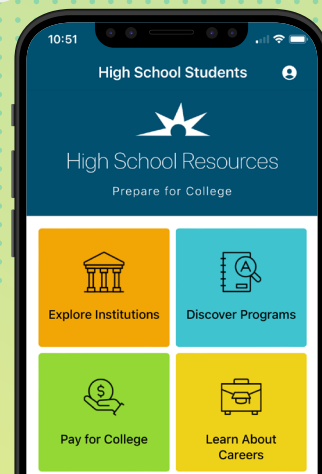 10:51
High School Students
High School Resources
Prepare for College
Explore Institutions
Discover Programs
Pay for College
Learn About
Careers